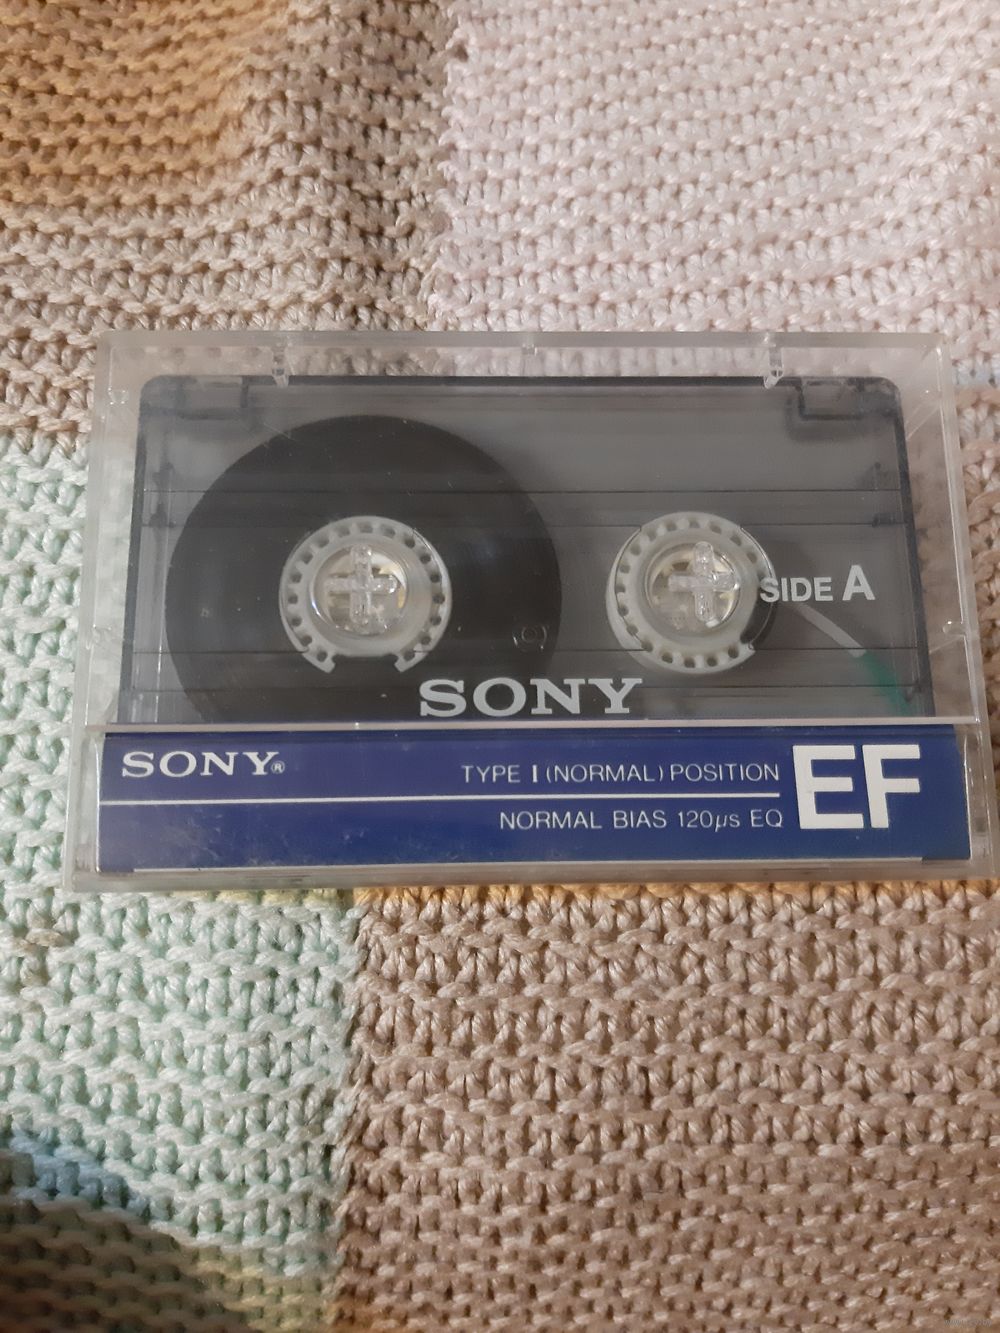 SIDE A
SONY
SONY®
TYPE I (NORMAL) POSITION
EF
NORMAL BIAS 120µs EQ